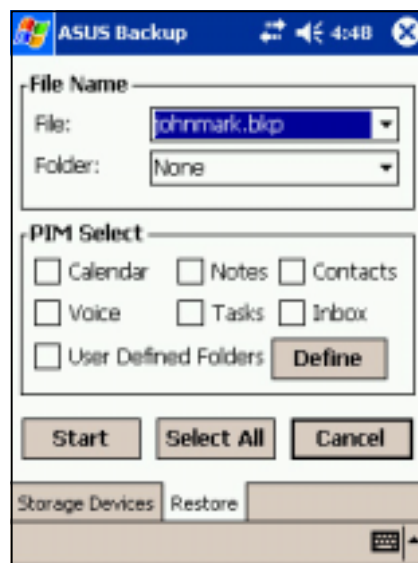 ASUS Backup 4:48
File Name
File: johnmark.bkp
Folder: None
PIM Select
Calendar Notes Contacts
Voice Tasks Inbox
User Defined Folders Define
Start Select All Cancel
Storage Devices Restore